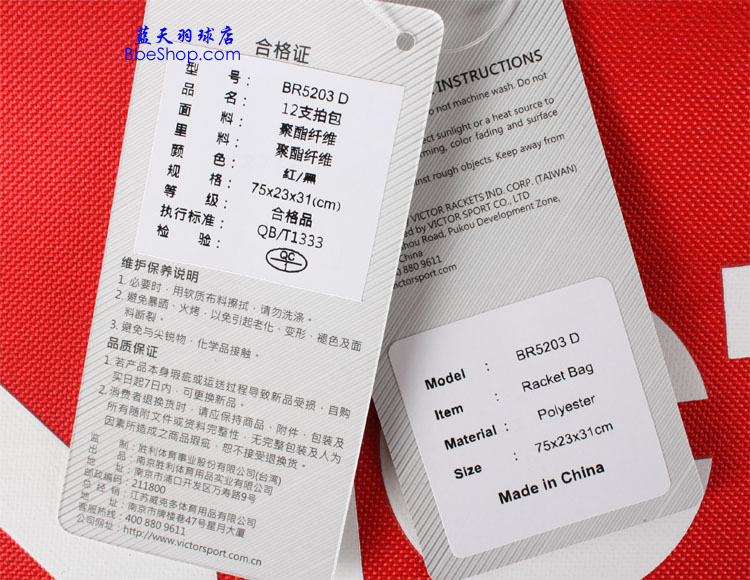 蓝天羽球店
BbeShop.com
合格证
型号： BR5203 D
品名： 12支拍包
面料： 聚酯纤维
里料： 聚酯纤维
颜色： 红/黑
规格： 75x23x31(cm)
等级： 合格品
执行标准： QB/T1333
检验： QC
维护保养说明
1. 必要时，用软质布料擦拭，请勿洗涤。
2. 避免暴晒、火烤，以免引起老化、变形、褪色及面
料断裂。
3. 避免与尖锐物，化学品接触。
品质保证
1. 若产品本身瑕疵或运送过程导致新品受损，自购
买日起7日内，可更换新品。
2. 消费者退换货时，请应保持商品、附件、包装及
所有随附文件或资料完整性，无完整包装及人为
因素所造成之商品瑕疵，恕不接受退换货。
监制：胜利体育事业股份有限公司(台湾)
出品：南京胜利体育用品实业有限公司
地址：南京市浦口开发区万寿路9号
邮政编码：211800
总经销：江苏威克多体育用品有限公司
地址：南京市牌楼巷47号星月大厦
客服热线：400 880 9611
公司网址：http://www.victorsport.com.cn
INSTRUCTIONS
not machine wash. Do not
sunlight or a heat source to
color fading and surface
rough objects. Keep away from
VICTOR RACKETS IND. CORP. (TAIWAN)
by VICTOR SPORT CO., LTD
Road, Pukou Development Zone,
China
880 9611
victorsport.com
Model : BR5203 D
Item : Racket Bag
Material : Polyester
Size : 75x23x31cm
Made in China